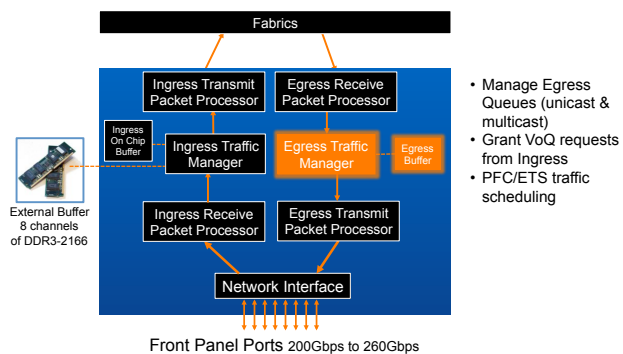 Fabrics
Ingress Transmit
Packet Processor
Egress Receive
Packet Processor
Ingress
On Chip
Buffer
Ingress Traffic
Manager
Egress Traffic
Manager
Egress
Buffer
External Buffer
8 channels
of DDR3-2166
Ingress Receive
Packet Processor
Egress Transmit
Packet Processor
Network Interface
Front Panel Ports 200Gbps to 260Gbps
• Manage Egress
Queues (unicast &
multicast)
• Grant VoQ requests
from Ingress
• PFC/ETS traffic
scheduling